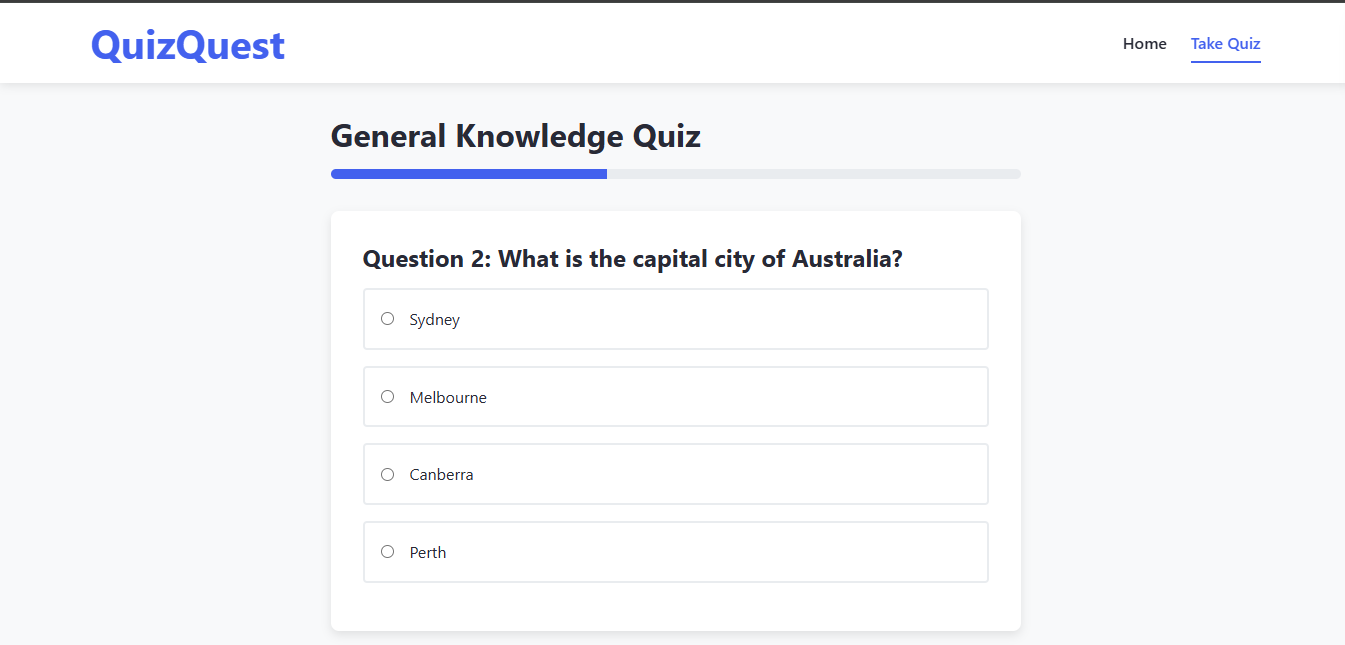 QuizQuest
Home Take Quiz
General Knowledge Quiz
Question 2: What is the capital city of Australia?
Sydney
Melbourne
Canberra
Perth